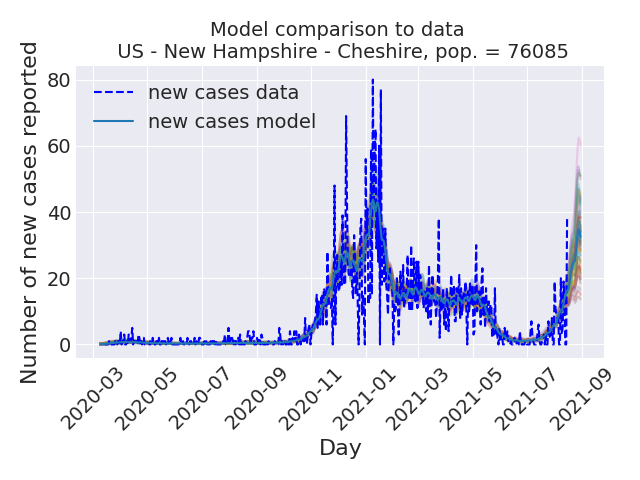 Model comparison to data
US - New Hampshire - Cheshire, pop. = 76085
Number of new cases reported
80
60
40
20
0
new cases data
new cases model
2020-03
2020-05
2020-07
2020-09
2020-11
2021-01
2021-03
2021-05
2021-07
2021-09
Day